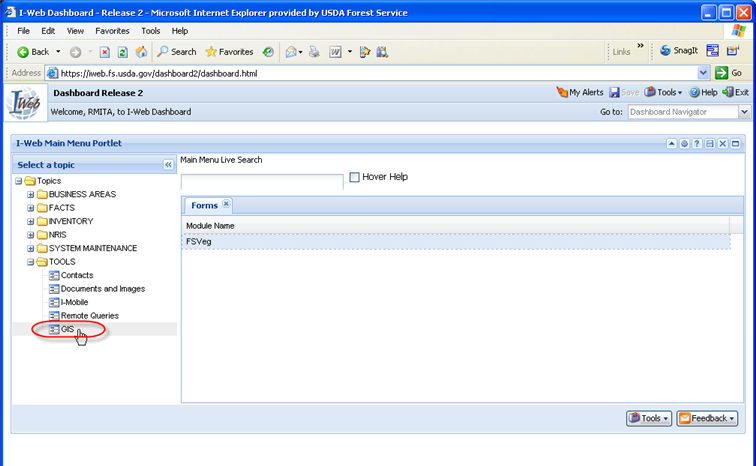 I-Web Dashboard - Release 2 - Microsoft Internet Explorer provided by USDA Forest Service
File Edit View Favorites Tools Help
Back Search Favorites Links » SnagIt
Address https://iweb.fs.usda.gov/dashboard2/dashboard.html Go
I Web
Dashboard Release 2
My Alerts Save Tools Help Exit
Welcome, RMITA, to I-Web Dashboard
Go to: Dashboard Navigator
I-Web Main Menu Portlet
Select a topic
Main Menu Live Search
Hover Help
Topics
BUSINESS AREAS
FACTS
INVENTORY
NRIS
SYSTEM MAINTENANCE
TOOLS
Contacts
Documents and Images
I-Mobile
Remote Queries
GIS
Forms
Module Name
FSVeg
Tools Feedback